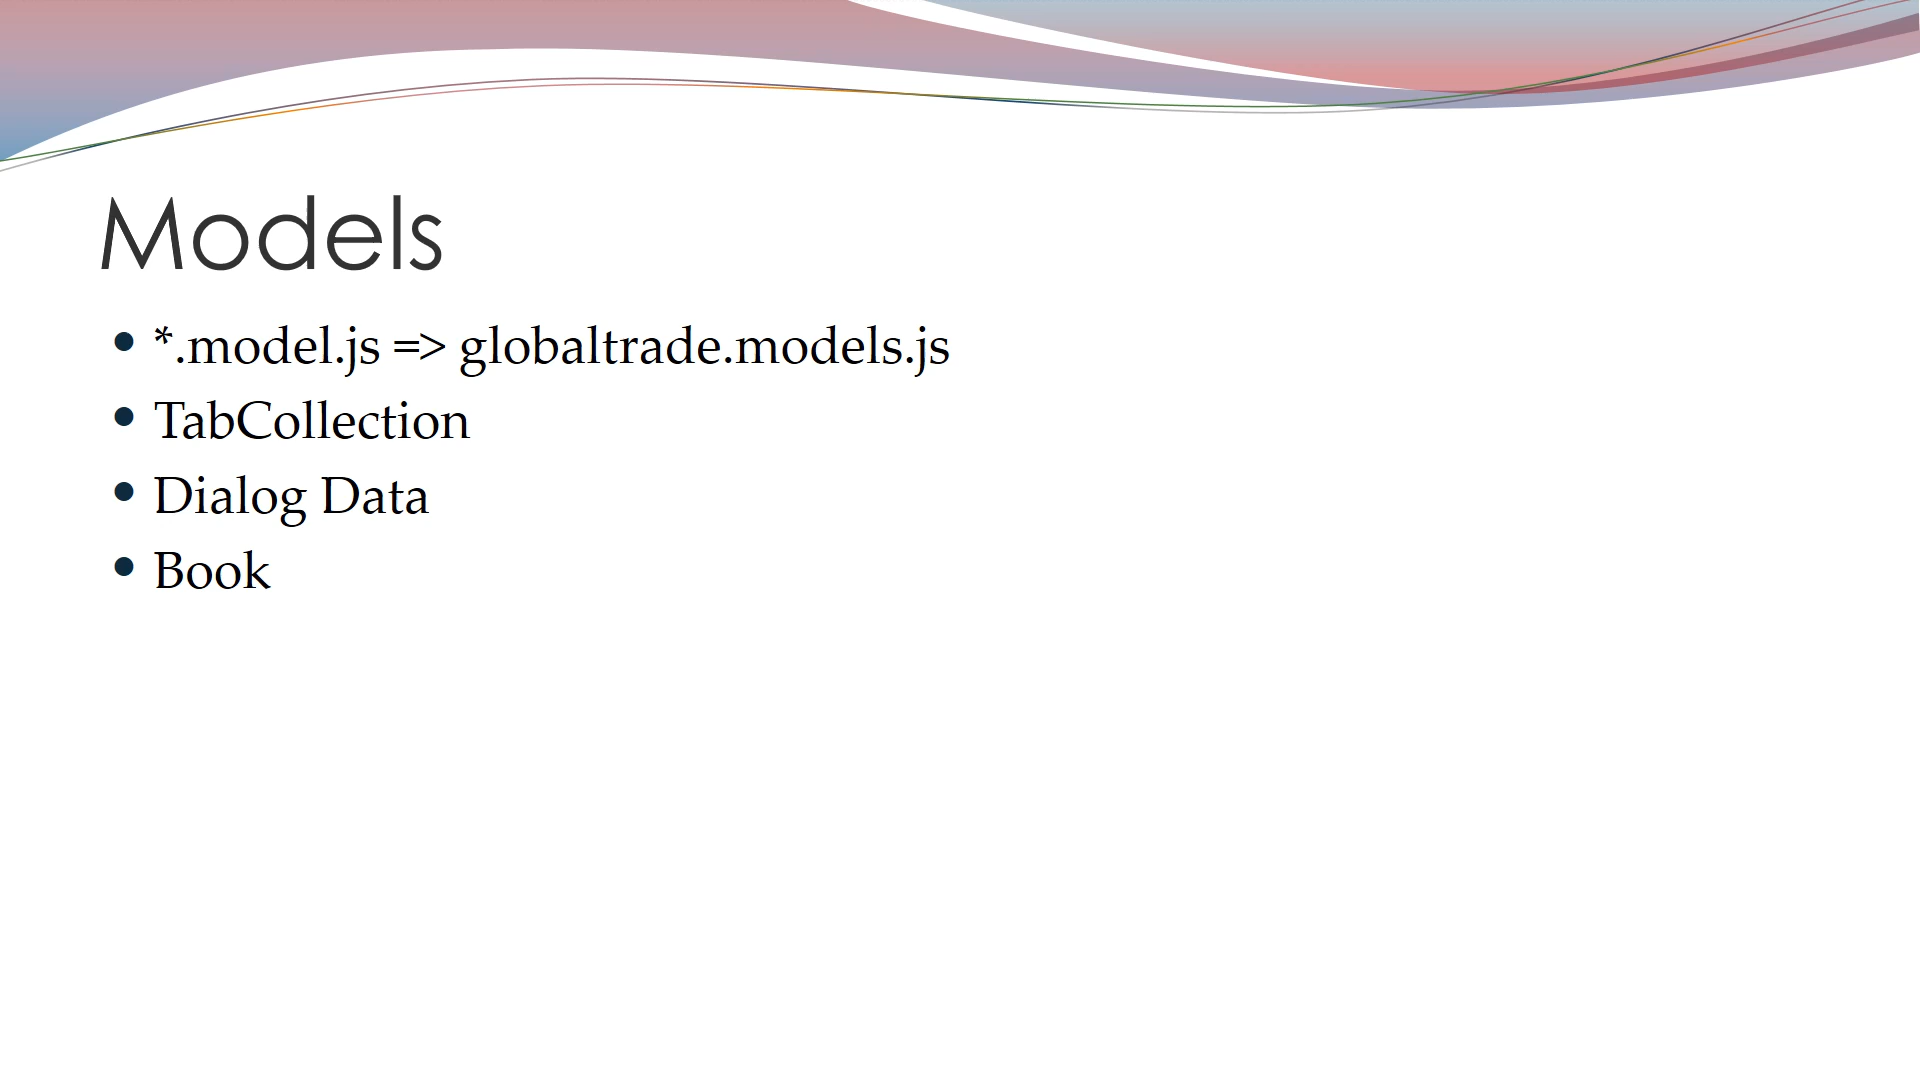 Models
• *.model.js => globaltrade.models.js
• TabCollection
• Dialog Data
• Book